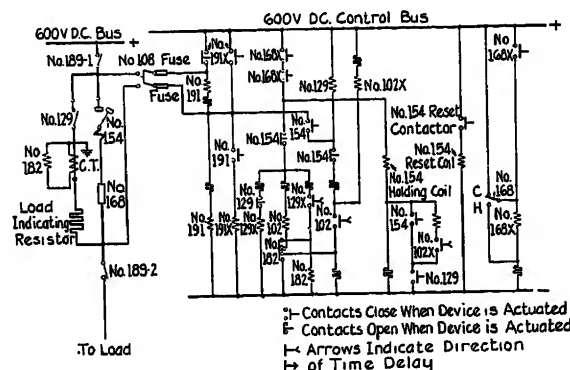 600V D.C. Bus +
600V DC. Control Bus +
No.189-1
No.108 Fuse
Fuse
No.191X
No.191
No.168X
No.168X
No.129
No.102X
No.168X
No.129
No.154
No.182
C.T.
No.168
Load
Indicating
Resistor
No.189-2
To Load
No.154
No.154
No.154
No.191
No.129
No.129X
No.129X
No.191
No.191X
No.102
No.102
No.182
No.182
No.154 Reset
Contactor
No.154
Reset Coil
No.154
Holding Coil
No.154
No.102X
No.129
C
H
No.168
No.168X
Contacts Close When Device is Actuated
Contacts Open When Device is Actuated
Arrows Indicate Direction
of Time Delay